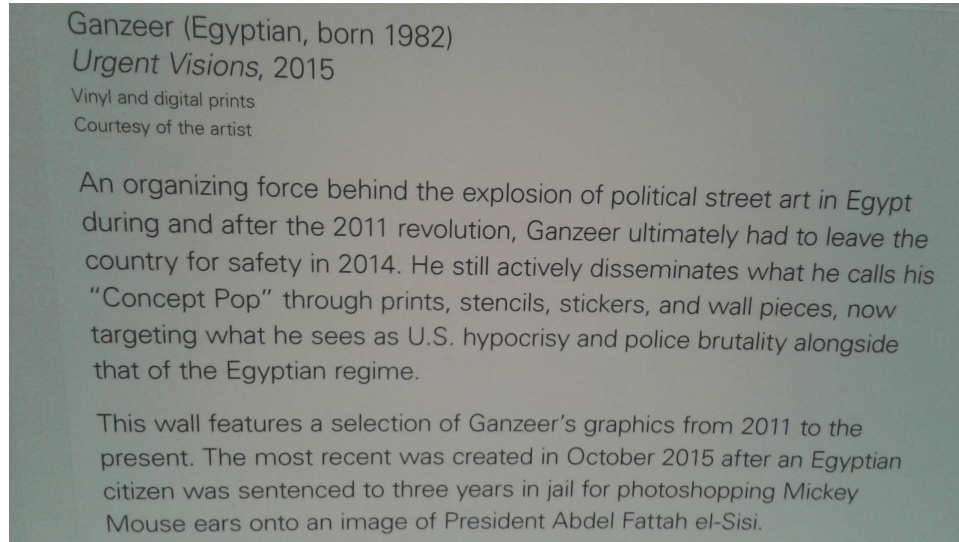 Ganzeer (Egyptian, born 1982)
Urgent Visions, 2015
Vinyl and digital prints
Courtesy of the artist
An organizing force behind the explosion of political street art in Egypt
during and after the 2011 revolution, Ganzeer ultimately had to leave the
country for safety in 2014. He still actively disseminates what he calls his
“Concept Pop” through prints, stencils, stickers, and wall pieces, now
targeting what he sees as U.S. hypocrisy and police brutality alongside
that of the Egyptian regime.
This wall features a selection of Ganzeer’s graphics from 2011 to the
present. The most recent was created in October 2015 after an Egyptian
citizen was sentenced to three years in jail for photoshopping Mickey
Mouse ears onto an image of President Abdel Fattah el-Sisi.